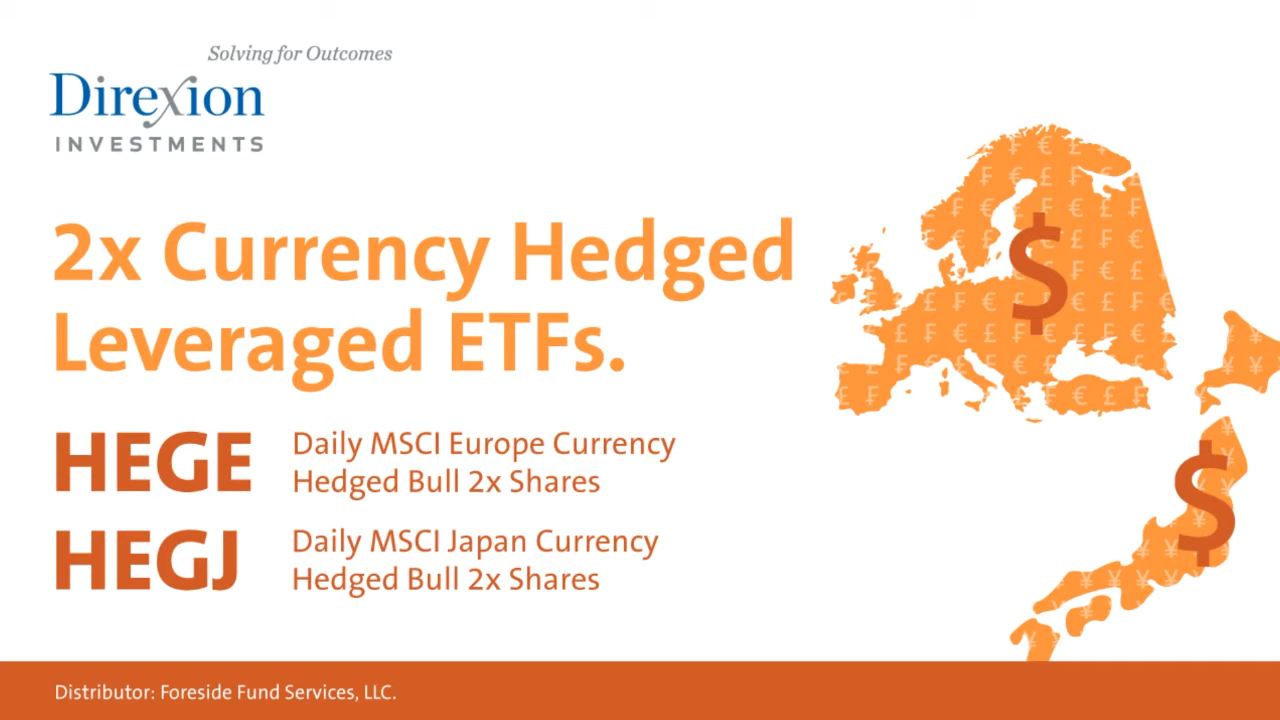 Solving for Outcomes
Direxion
INVESTMENTS
2x Currency Hedged
Leveraged ETFs.
HEGE
Daily MSCI Europe Currency
Hedged Bull 2x Shares
HEGJ
Daily MSCI Japan Currency
Hedged Bull 2x Shares
$
$
Distributor: Foreside Fund Services, LLC.